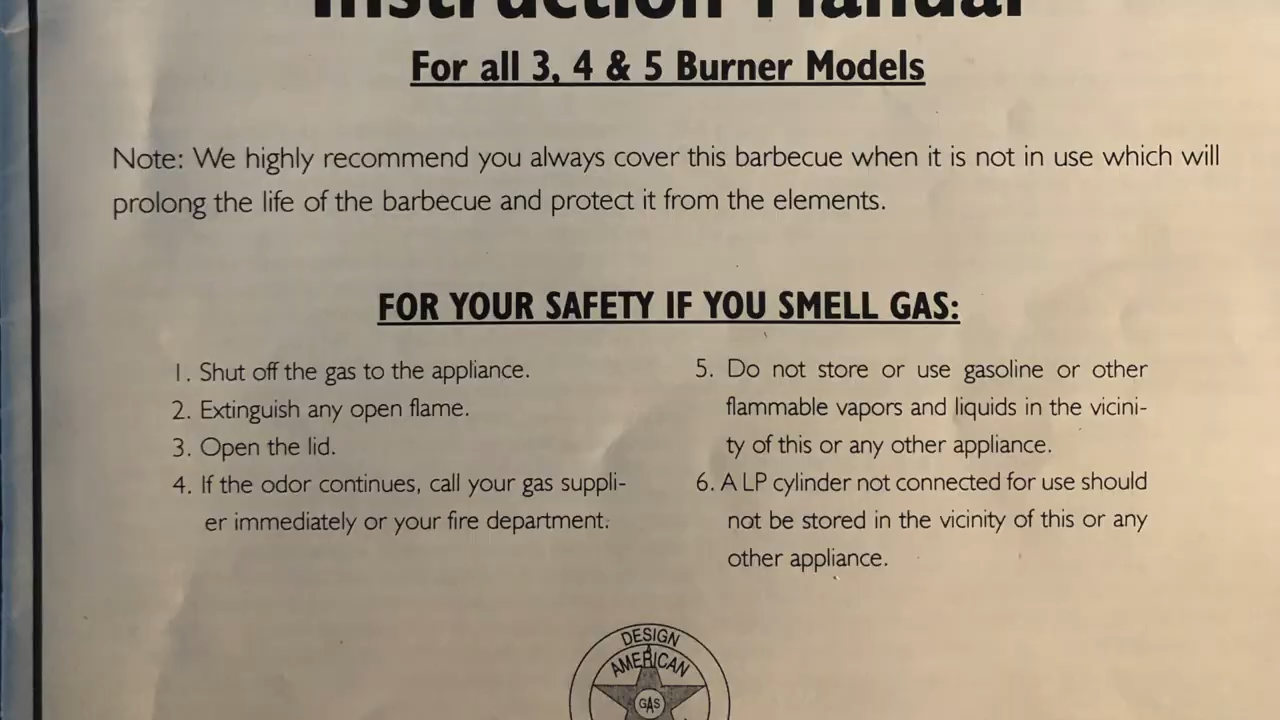 Instruction Manual
For all 3, 4 & 5 Burner Models
Note: We highly recommend you always cover this barbecue when it is not in use which will
prolong the life of the barbecue and protect it from the elements.
FOR YOUR SAFETY IF YOU SMELL GAS:
1. Shut off the gas to the appliance.
2. Extinguish any open flame.
3. Open the lid.
4. If the odor continues, call your gas suppli-
er immediately or your fire department.
5. Do not store or use gasoline or other
flammable vapors and liquids in the vicini-
ty of this or any other appliance.
6. A LP cylinder not connected for use should
not be stored in the vicinity of this or any
other appliance.
DESIGN
AMERICAN
GAS